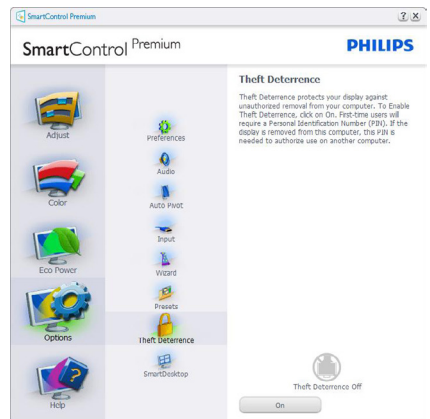 SmartControl Premium
SmartControl Premium
PHILIPS
Adjust
Color
Eco Power
Options
Help
Preferences
Audio
Auto Pivot
Input
Wizard
Presets
Theft Deterrence
SmartDesktop
Theft Deterrence
Theft Deterrence protects your display against
unauthorized removal from your computer. To Enable
Theft Deterrence, click on On. First-time users will
require a Personal Identification Number (PIN). If the
display is removed from this computer, this PIN is
needed to authorize use on another computer.
Theft Deterrence Off
On